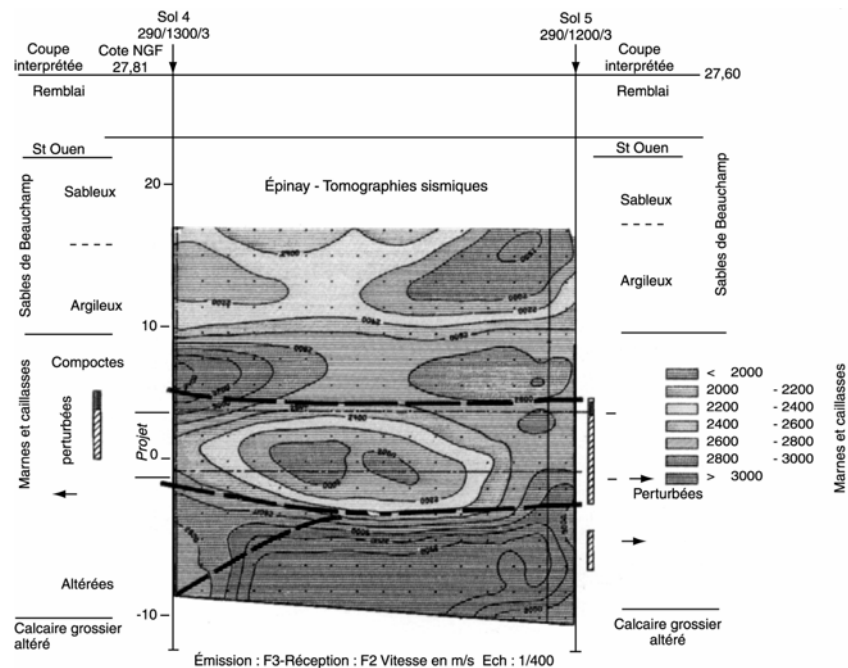 Sol 4
290/1300/3
Sol 5
290/1200/3
Coupe
interprétée
Cote NGF
27,81
Coupe
interprétée
27,60
Remblai
Remblai
St Ouen
St Ouen
Sables de Beauchamp
Sableux
20
Épinay - Tomographies sismiques
Sableux
Sables de Beauchamp
Argileux
Argileux
10
Marnes et caillasses
Compoctes
perturbées
Projet
0
< 2000
2000 - 2200
2200 - 2400
2400 - 2600
2600 - 2800
2800 - 3000
> 3000
Perturbées
Marnes et caillasses
Altérées
-10
Calcaire grossier
altéré
Calcaire grossier
altéré
Émission : F3-Réception : F2 Vitesse en m/s Ech : 1/400